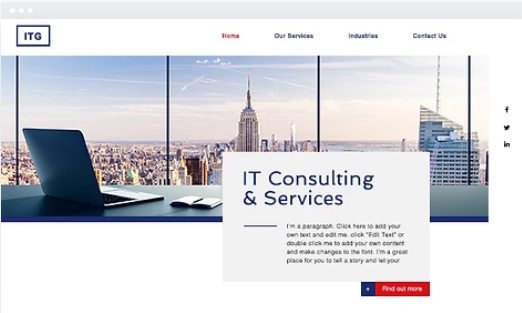 ITG
Home Our Services Industries Contact Us
IT Consulting
& Services
I'm a paragraph. Click here to add your
own text and edit me. click "Edit Text" or
double click me to add your own content
and make changes to the font. I'm a great
place for you to tell a story and let your
+ Find out more